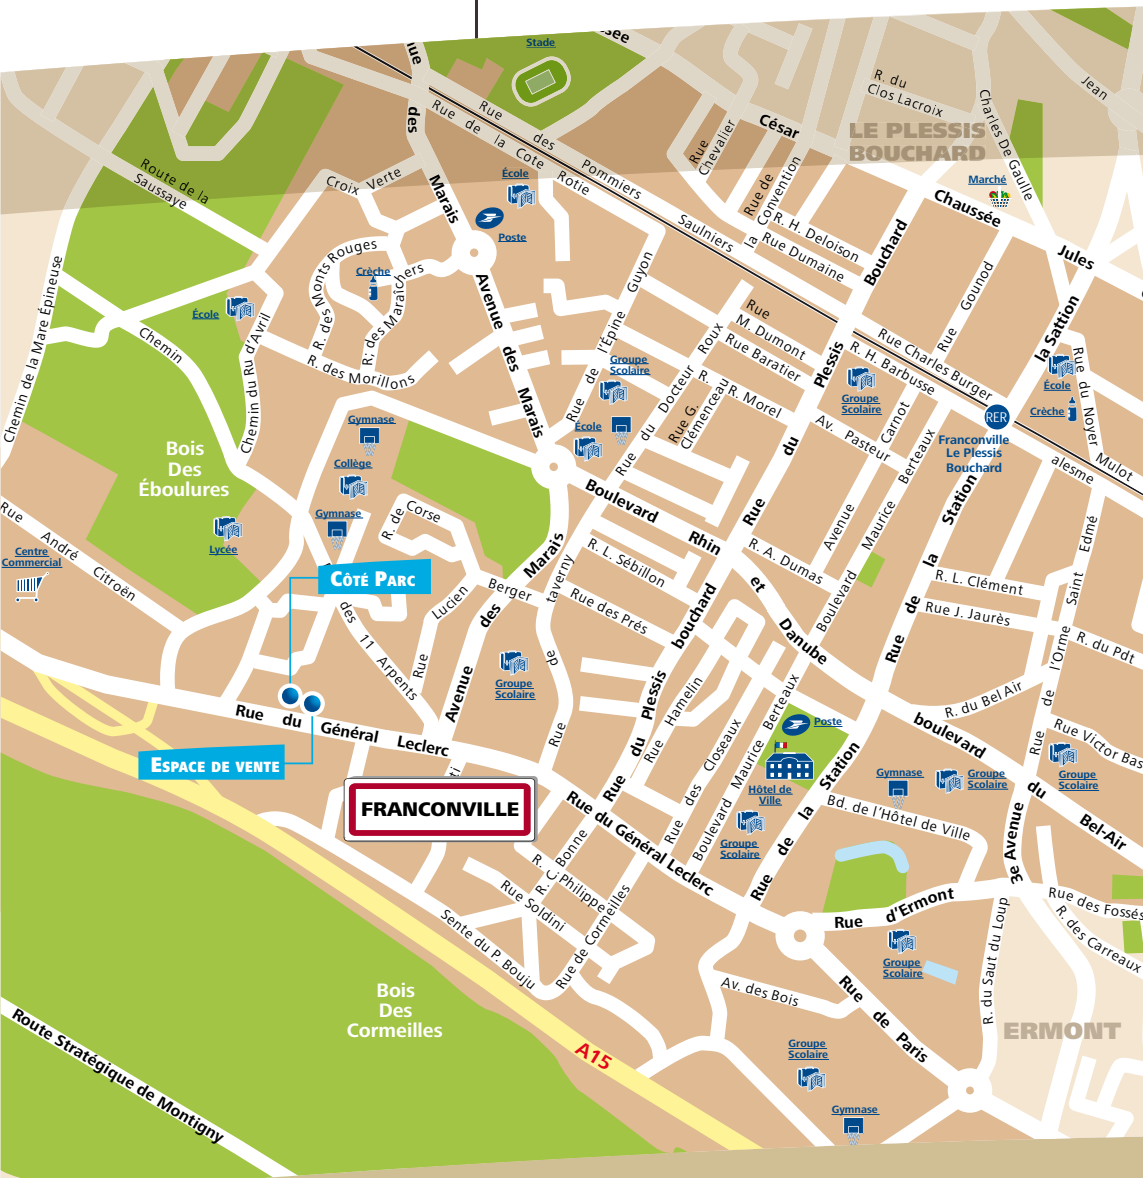 Stade
ssée
nue
des
Marais
Rue
des
Pommiers
Rue de la Cote Rotie
Saulniers
R. du
Clos Lacroix
César
Chaussée
Jules
Jean
Charles De Gaulle
LE PLESSIS
BOUCHARD
Marché
Rue
Chevalier
Rue de
la Convention
R. H. Deloison
Rue Dumaine
Bouchard
Rue Gounod
Route de la
Saussaye
Croix Verte
École
Poste
R. des Monts Rouges
Crèche
R. des Maraîchers
École
Chemin de la Mare Épineuse
Chemin
Chemin du Ru d'Avril
R. des Morillons
Avenue
des
Marais
Rue de l'Épine Guyon
Groupe
Scolaire
École
Rue du Docteur Roux
Rue
M. Dumont
Rue Baratier
R. R. Morel
Rue G.
Clémenceau
Plessis
du
Rue
R. H. Barbusse
Rue Charles Burger
Groupe
Scolaire
Av. Pasteur
Carnot
Avenue
Berteaux
Maurice
Boulevard
RER
Franconville
Le Plessis
Bouchard
la Sattion
École
Crèche
Rue du Noyer
Mulot
alesme
Station
la
de
Rue
Gymnase
Collège
Gymnase
Bois
Des
Éboulures
Lycée
Rue André Citroën
Centre
Commercial
CÔTÉ PARC
R. de Corse
Boulevard
Rhin
et
Danube
R. L. Sébillon
R. A. Dumas
Rue des Prés
Marais
des
Avenue
Berger
Lucien
Rue
taverny
de
Rue
des 11 Arpents
Groupe
Scolaire
bouchard
Plessis
du
Rue
Rue Hamelin
Rue des Closeaux
Boulevard Maurice Berteaux
R. L. Clément
Rue J. Jaurès
Rue de l'Orme Saint Edmé
R. du Pdt
R. du Bel Air
Rue Victor Bas
boulevard
du
Bel-Air
Poste
Hôtel de
Ville
Groupe
Scolaire
Rue de la Station
Gymnase
Groupe
Scolaire
Groupe
Scolaire
Bd. de l'Hôtel de Ville
3e Avenue
Rue du Général Leclerc
ESPACE DE VENTE
ti
FRANCONVILLE
Rue du Général Leclerc
R. C. Bonne
R. Philippe
Rue Soldini
Rue de Cormeilles
Sente du P. Bouju
Rue d'Ermont
Groupe
Scolaire
Rue des Fossés
R. des Carreaux
R. du Saut du Loup
Av. des Bois
Rue de Paris
ERMONT
Bois
Des
Cormeilles
A15
Groupe
Scolaire
Gymnase
Route Stratégique de Montigny